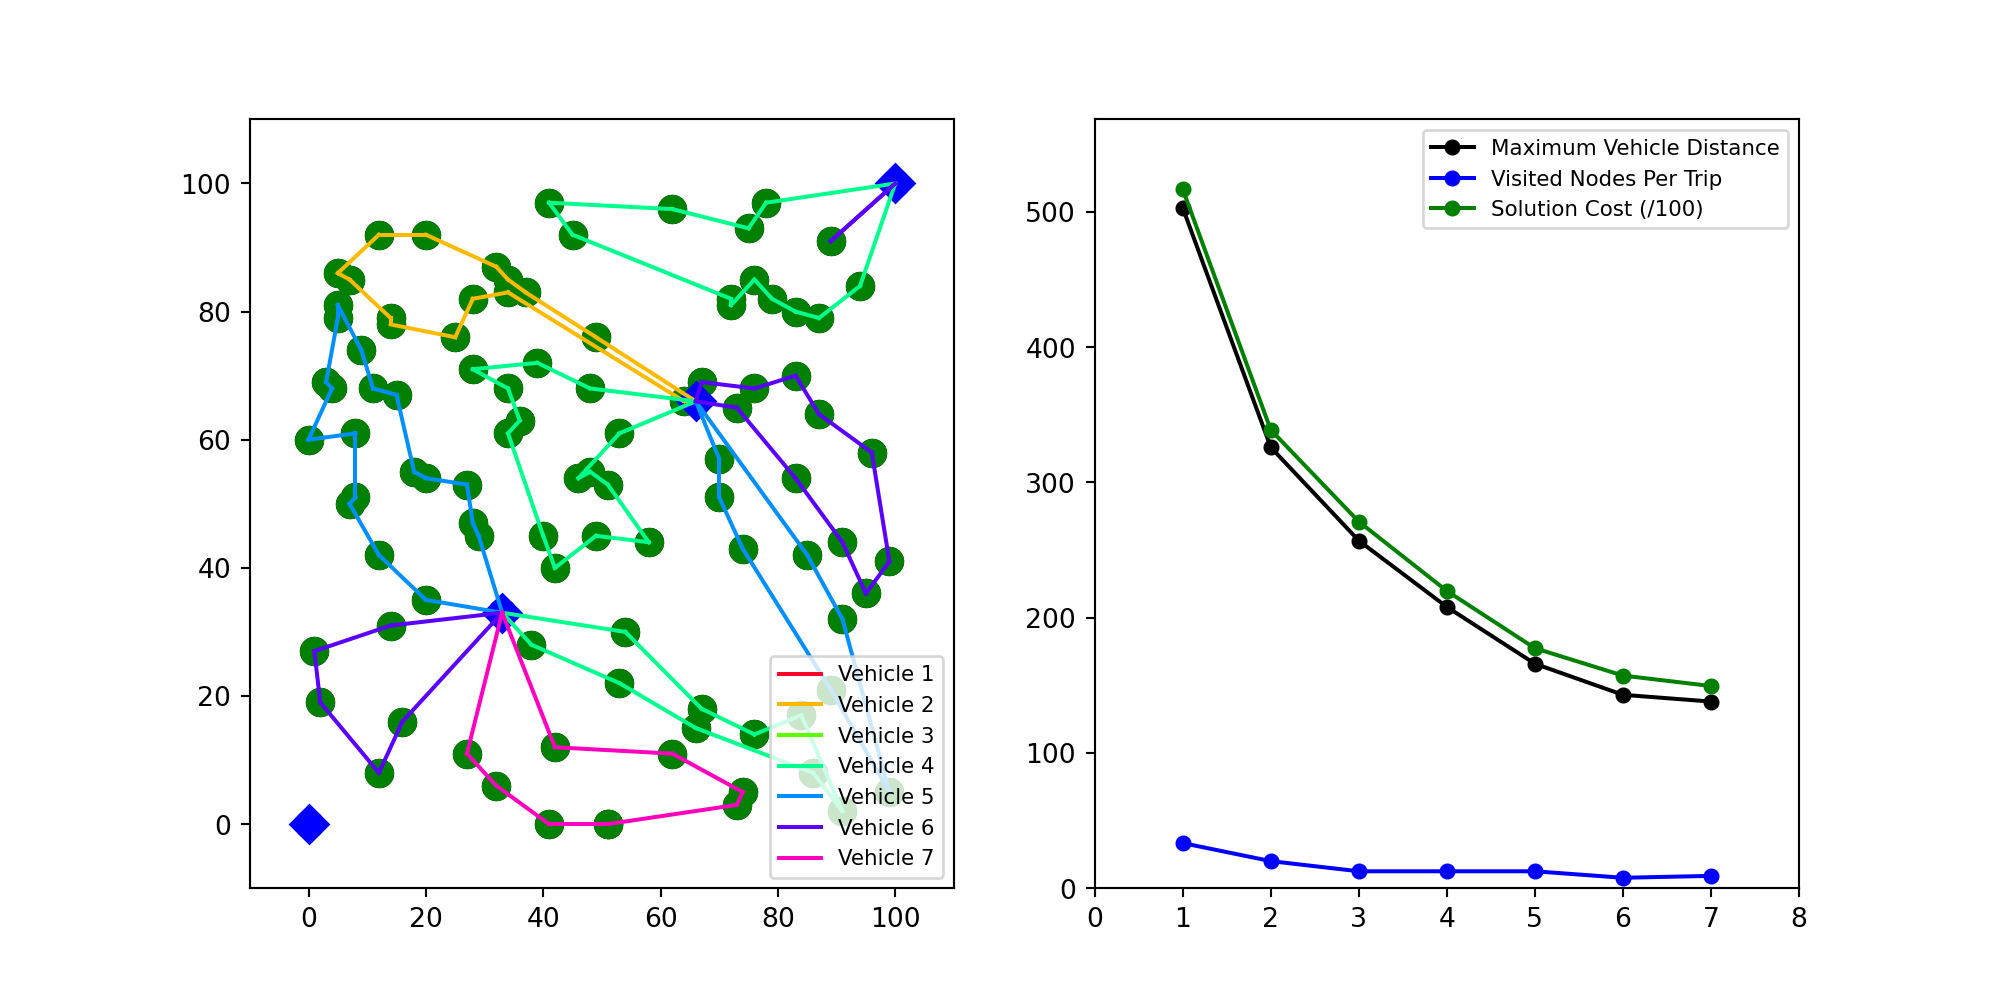 100
80
60
40
20
0
0 20 40 60 80 100
Vehicle 1
Vehicle 2
Vehicle 3
Vehicle 4
Vehicle 5
Vehicle 6
Vehicle 7
500
400
300
200
100
0
0 1 2 3 4 5 6 7 8
Maximum Vehicle Distance
Visited Nodes Per Trip
Solution Cost (/100)